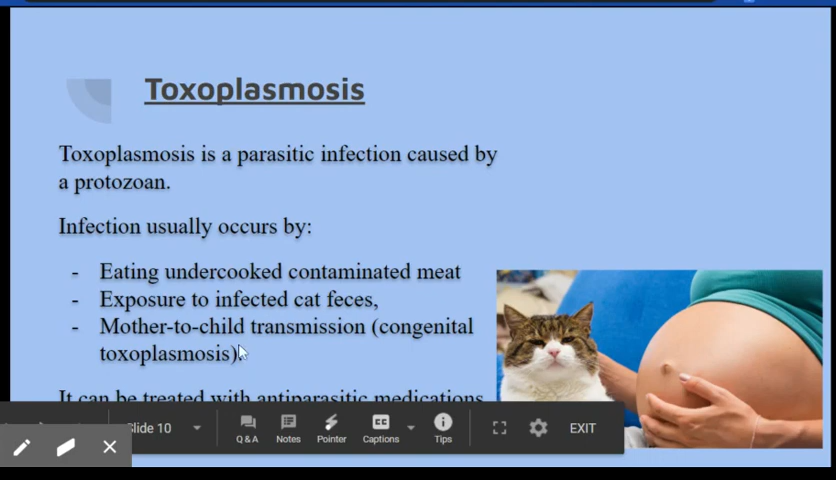 Toxoplasmosis
Toxoplasmosis is a parasitic infection caused by
a protozoan.
Infection usually occurs by:
- Eating undercooked contaminated meat
- Exposure to infected cat feces,
- Mother-to-child transmission (congenital
toxoplasmosis)
It can be treated with antiparasitic medications
Slide 10
Q & A
Notes
Pointer
CC
Captions
Tips
EXIT